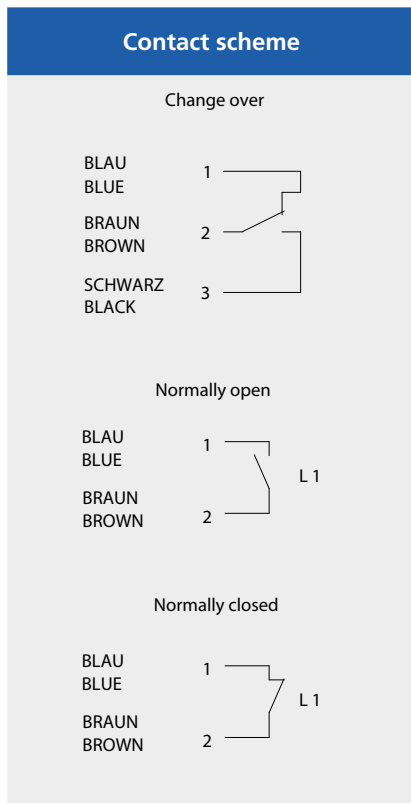 Contact scheme
Change over
BLAU
BLUE
1
BRAUN
BROWN
2
SCHWARZ
BLACK
3
Normally open
BLAU
BLUE
1
L 1
BRAUN
BROWN
2
Normally closed
BLAU
BLUE
1
L 1
BRAUN
BROWN
2